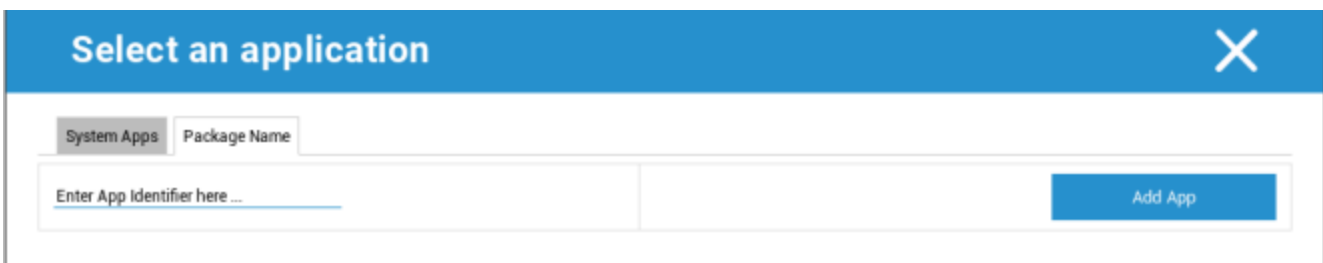 Select an application
System Apps Package Name
Enter App Identifier here ... Add App